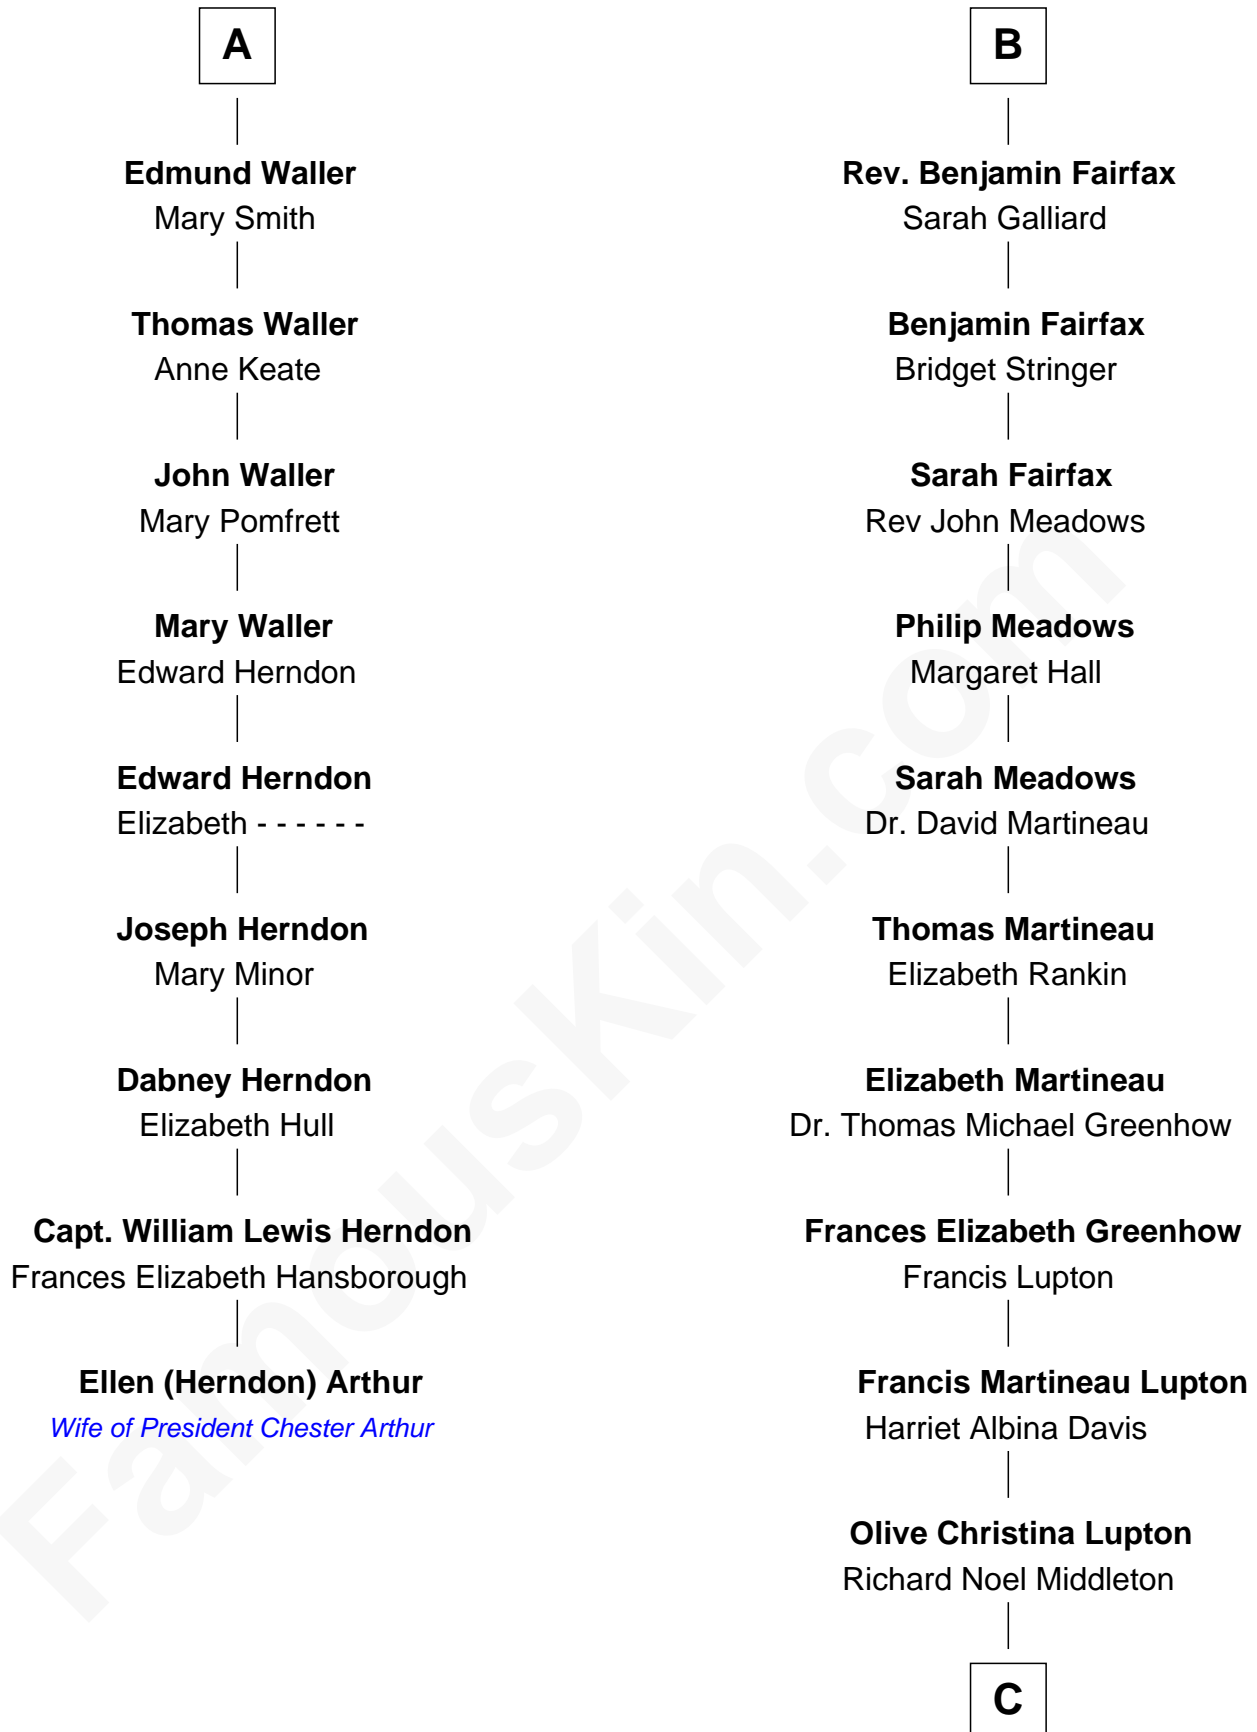 A
Edmund Waller
Mary Smith
Thomas Waller
Anne Keate
John Waller
Mary Pomfrett
Mary Waller
Edward Herndon
Edward Herndon
Elizabeth - - - - - -
Joseph Herndon
Mary Minor
Dabney Herndon
Elizabeth Hull
Capt. William Lewis Herndon
Frances Elizabeth Hansborough
Ellen (Herndon) Arthur
Wife of President Chester Arthur
B
Rev. Benjamin Fairfax
Sarah Galliard
Benjamin Fairfax
Bridget Stringer
Sarah Fairfax
Rev John Meadows
Philip Meadows
Margaret Hall
Sarah Meadows
Dr. David Martineau
Thomas Martineau
Elizabeth Rankin
Elizabeth Martineau
Dr. Thomas Michael Greenhow
Frances Elizabeth Greenhow
Francis Lupton
Francis Martineau Lupton
Harriet Albina Davis
Olive Christina Lupton
Richard Noel Middleton
C
FamousKin.com